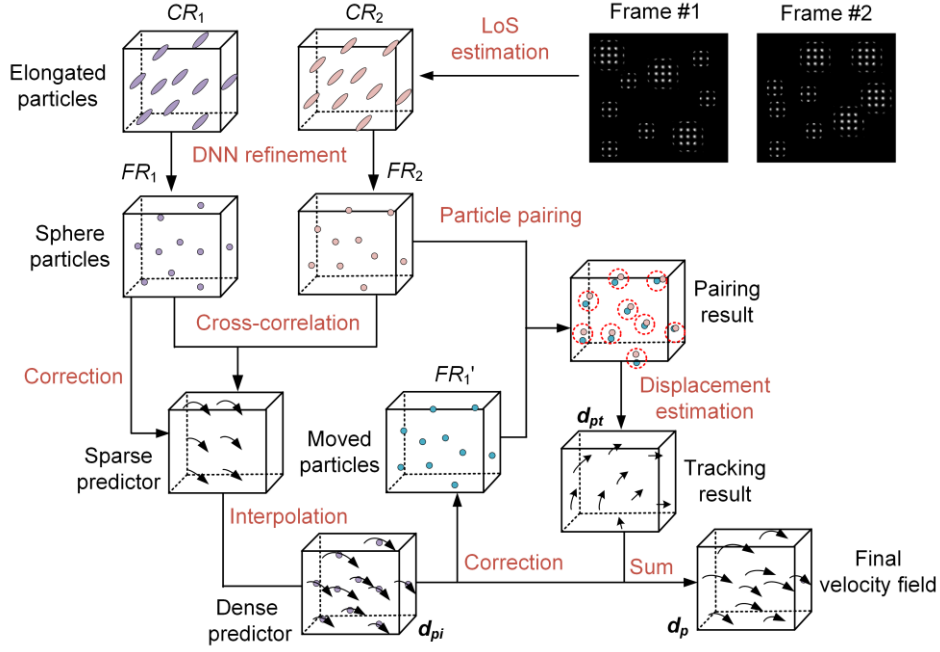 CR1
CR2
Frame #1
Frame #2
LoS
estimation
Elongated
particles
DNN refinement
FR1
FR2
Particle pairing
Sphere
particles
Pairing
result
Cross-correlation
Correction
FR1'
Displacement
estimation
dpt
Moved
particles
Sparse
predictor
Tracking
result
Interpolation
Correction
Sum
Final
velocity field
Dense
predictor
dpi
dp